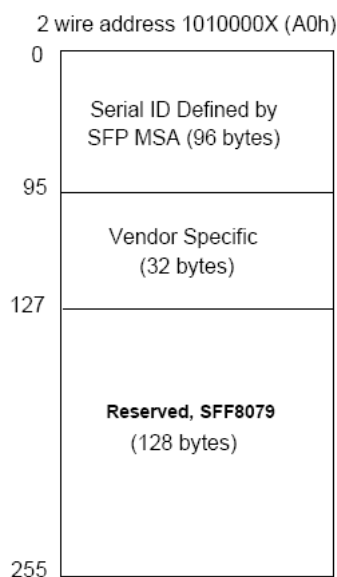 2 wire address 1010000X (A0h)
0
Serial ID Defined by
SFP MSA (96 bytes)
95
Vendor Specific
(32 bytes)
127
Reserved, SFF8079
(128 bytes)
255